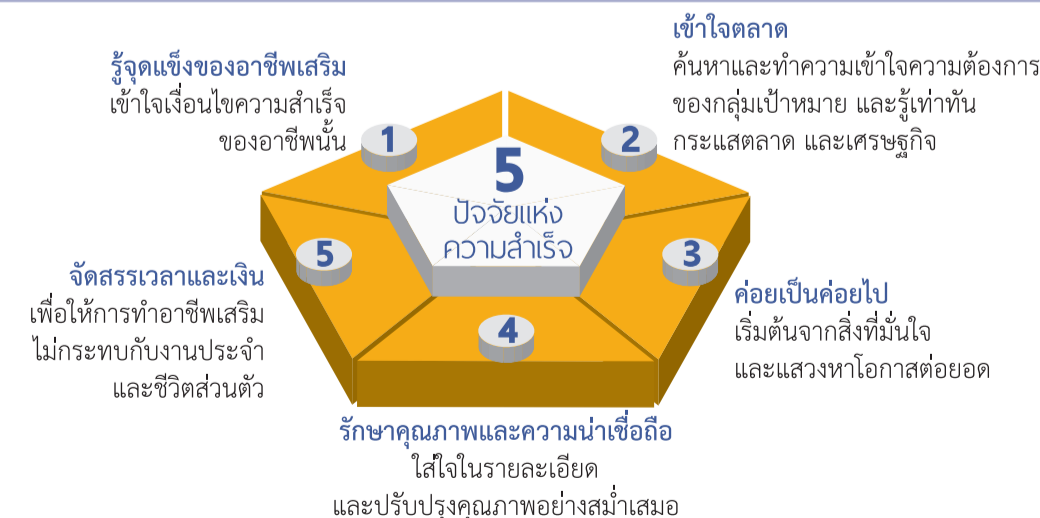 5
ปัจจัยแห่ง
ความสำเร็จ
1
รู้จุดแข็งของอาชีพเสริม
เข้าใจเงื่อนไขความสำเร็จ
ของอาชีพนั้น
2
เข้าใจตลาด
ค้นหาและทำความเข้าใจความต้องการ
ของกลุ่มเป้าหมาย และรู้เท่าทัน
กระแสตลาด และเศรษฐกิจ
3
ค่อยเป็นค่อยไป
เริ่มต้นจากสิ่งที่มั่นใจ
และแสวงหาโอกาสต่อยอด
4
รักษาคุณภาพและความน่าเชื่อถือ
ใส่ใจในรายละเอียด
และปรับปรุงคุณภาพอย่างสม่ำเสมอ
5
จัดสรรเวลาและเงิน
เพื่อให้การทำอาชีพเสริม
ไม่กระทบกับงานประจำ
และชีวิตส่วนตัว